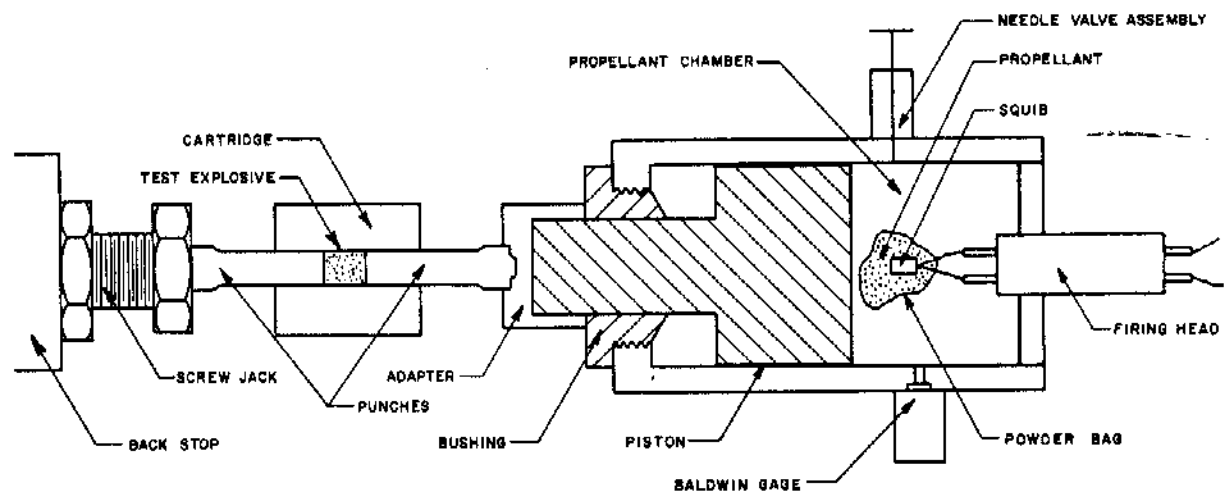 NEEDLE VALVE ASSEMBLY
PROPELLANT CHAMBER
PROPELLANT
SQUIB
CARTRIDGE
TEST EXPLOSIVE
SCREW JACK
ADAPTER
FIRING HEAD
PUNCHES
BACK STOP
BUSHING
PISTON
POWDER BAG
BALDWIN GAGE